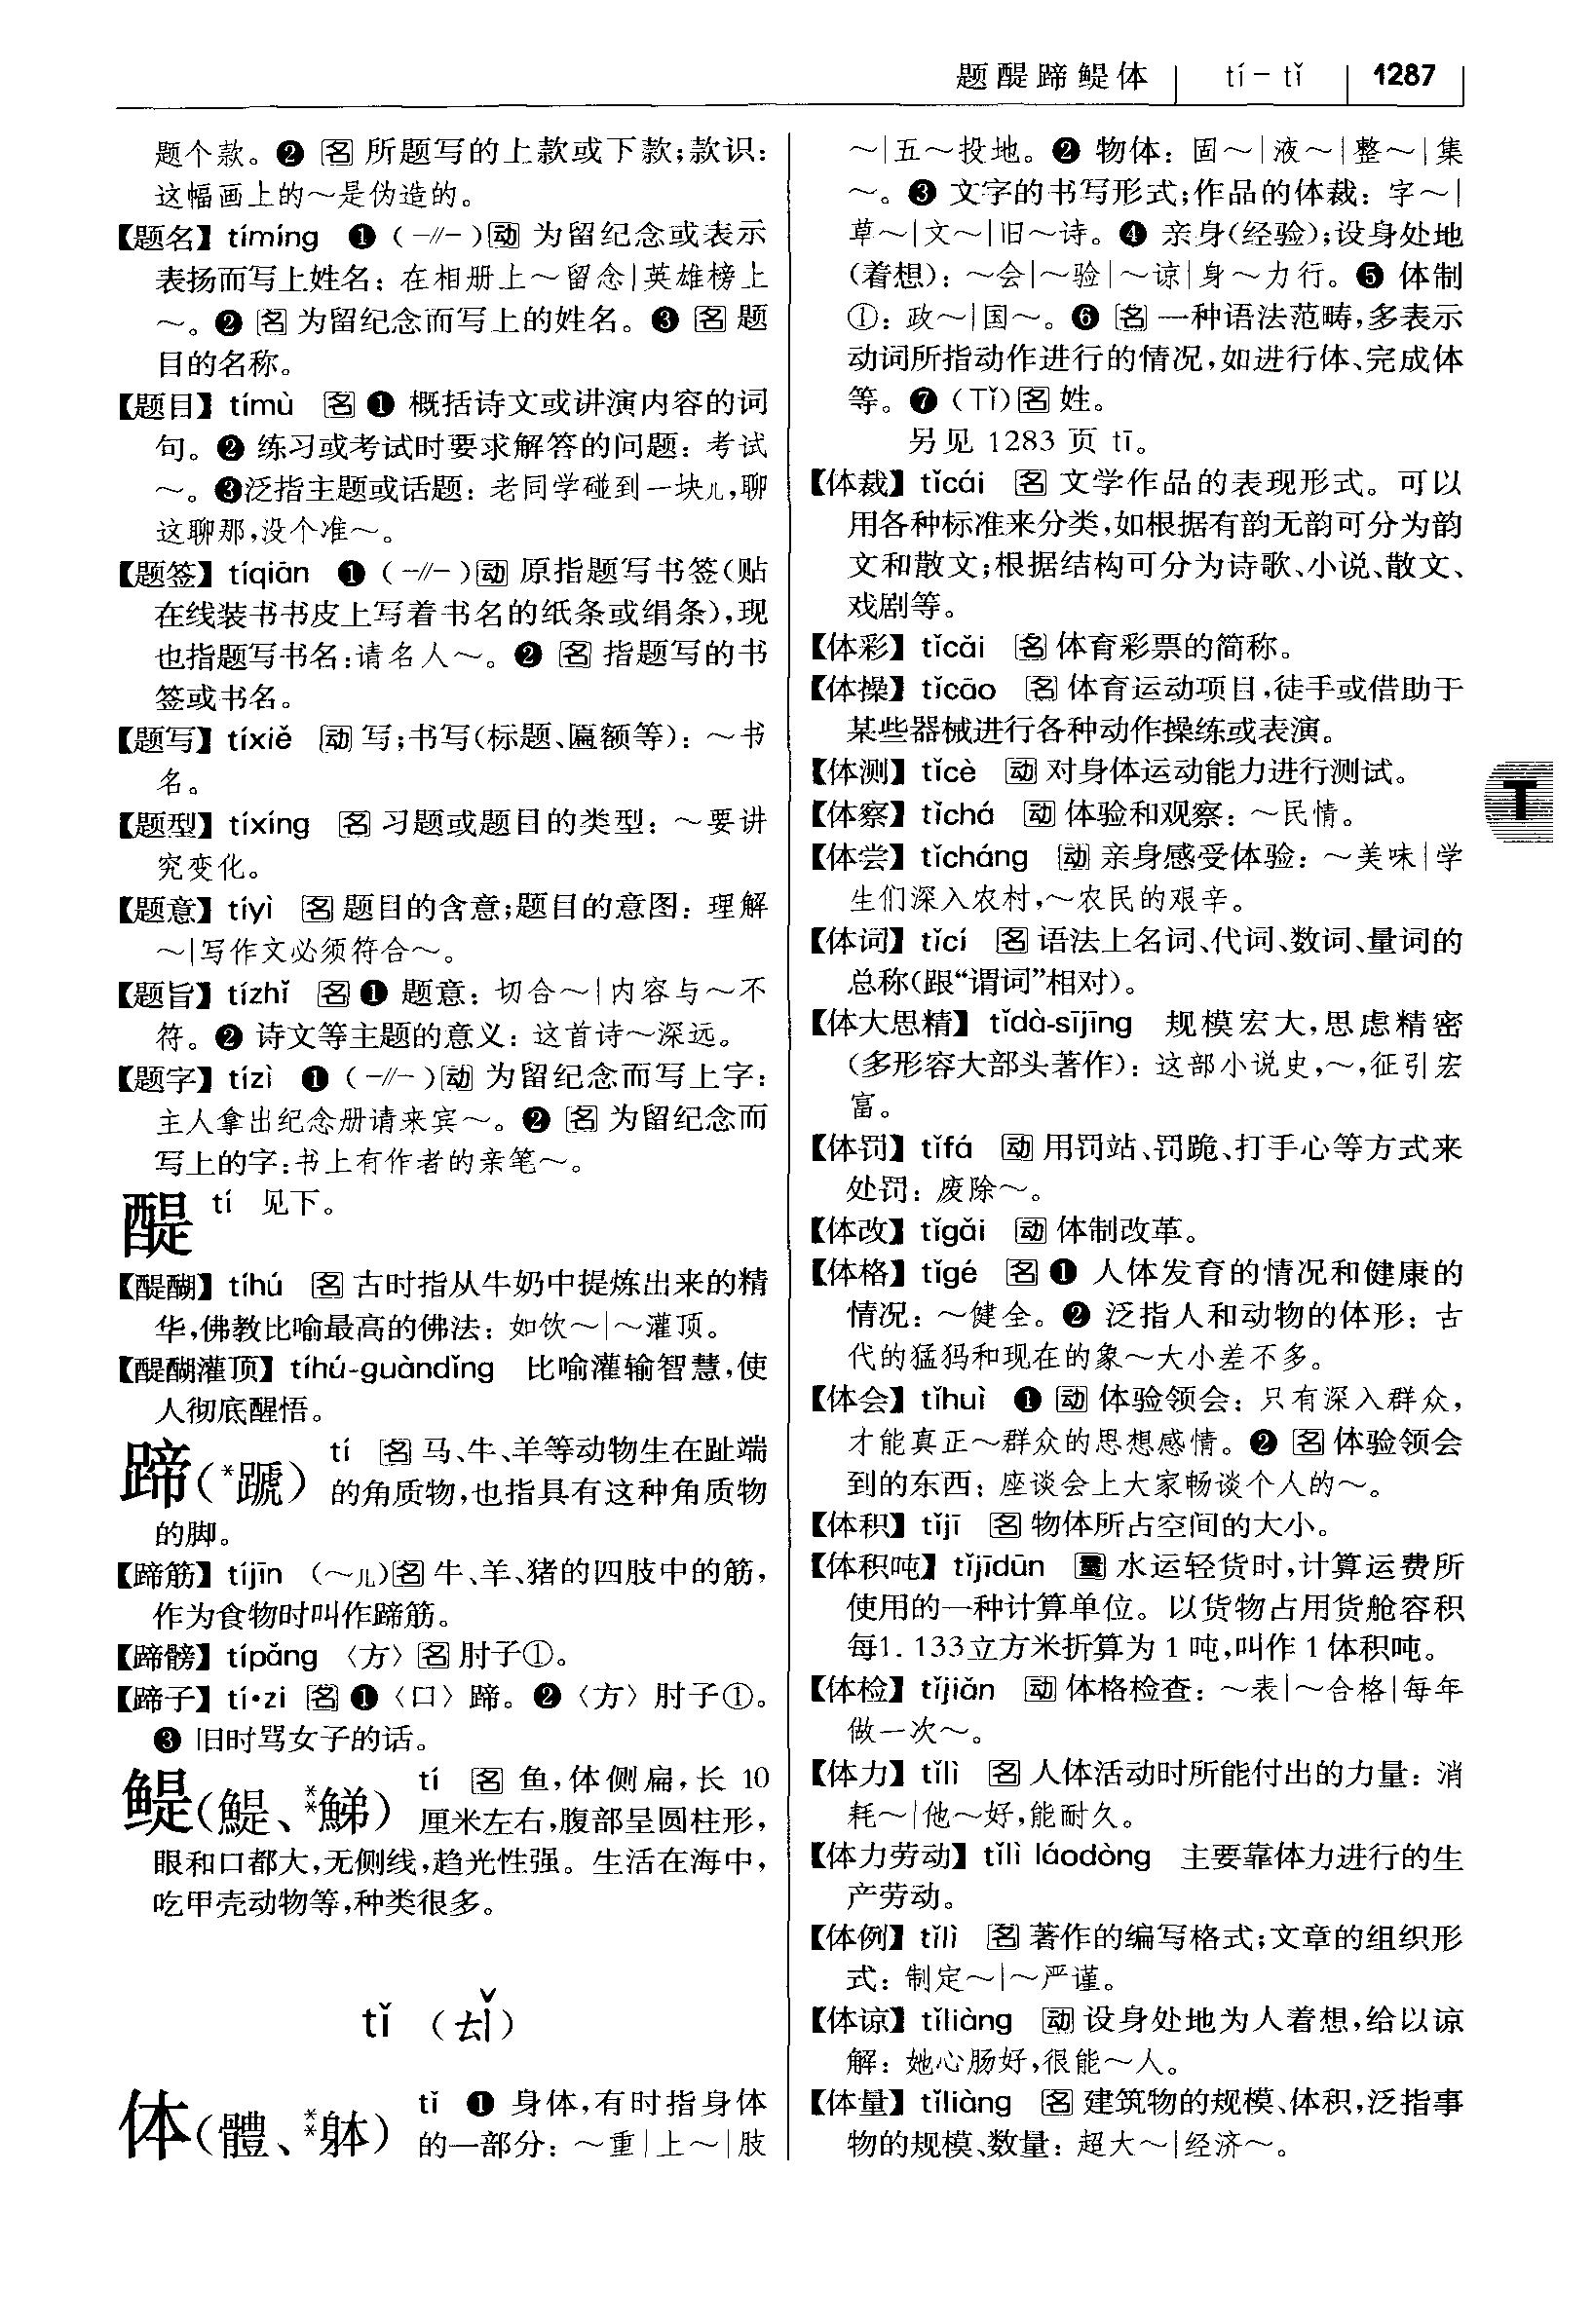 题醍蹄鳀体 tí－tǐ 1287
题个款。❷ 名 所题写的上款或下款；款识：
这幅画上的～是伪造的。
【题名】tímíng ❶（－∥－）动 为留纪念或表示
表扬而写上姓名：在相册上～留念|英雄榜上
～。❷ 名 为留纪念而写上的姓名。❸ 名 题
目的名称。
【题目】tímù 名 ❶ 概括诗文或讲演内容的词
句。❷ 练习或考试时要求解答的问题：考试
～。❸泛指主题或话题：老同学碰到一块儿，聊
这聊那，没个准～。
【题签】tíqiān ❶（－∥－）动 原指题写书签（贴
在线装书书皮上写着书名的纸条或绢条），现
也指题写书名：请名人～。❷ 名 指题写的书
签或书名。
【题写】tíxiě 动 写；书写（标题、匾额等）：～书
名。
【题型】tíxíng 名 习题或题目的类型：～要讲
究变化。
【题意】tíyì 名 题目的含意；题目的意图：理解
～|写作文必须符合～。
【题旨】tízhǐ 名 ❶ 题意：切合～|内容与～不
符。❷ 诗文等主题的意义：这首诗～深远。
【题字】tízì ❶（－∥－）动 为留纪念而写上字：
主人拿出纪念册请来宾～。❷ 名 为留纪念而
写上的字：书上有作者的亲笔～。
醍 tí 见下。
【醍醐】tíhú 名 古时指从牛奶中提炼出来的精
华，佛教比喻最高的佛法：如饮～|～灌顶。
【醍醐灌顶】tíhú-guàndǐng 比喻灌输智慧，使
人彻底醒悟。
蹄（*蹏） tí 名 马、牛、羊等动物生在趾端
的角质物，也指具有这种角质物
的脚。
【蹄筋】tíjīn （～儿）名 牛、羊、猪的四肢中的筋，
作为食物时叫作蹄筋。
【蹄髈】típǎng 〈方〉名 肘子①。
【蹄子】tí•zi 名 ❶〈口〉蹄。❷〈方〉肘子①。
❸ 旧时骂女子的话。
鳀（鯷、**鮷） tí 名 鱼，体侧扁，长 10
厘米左右，腹部呈圆柱形，
眼和口都大，无侧线，趋光性强。生活在海中，
吃甲壳动物等，种类很多。
tǐ （ㄊㄧˇ）
体（體、**躰） tǐ ❶ 身体，有时指身体
的一部分：～重|上～|肢
～|五～投地。❷ 物体：固～|液～|整～|集
～。❸ 文字的书写形式；作品的体裁：字～|
草～|文～|旧～诗。❹ 亲身（经验）；设身处地
（着想）：～会|～验|～谅|身～力行。❺ 体制
①：政～|国～。❻ 名 一种语法范畴，多表示
动词所指动作进行的情况，如进行体、完成体
等。❼（Tǐ）名 姓。
另见 1283 页 tī。
【体裁】tǐcái 名 文学作品的表现形式。可以
用各种标准来分类，如根据有韵无韵可分为韵
文和散文；根据结构可分为诗歌、小说、散文、
戏剧等。
【体彩】tǐcǎi 名 体育彩票的简称。
【体操】tǐcāo 名 体育运动项目，徒手或借助于
某些器械进行各种动作操练或表演。
【体测】tǐcè 动 对身体运动能力进行测试。
【体察】tǐchá 动 体验和观察：～民情。
【体尝】tǐcháng 动 亲身感受体验：～美味|学
生们深入农村，～农民的艰辛。
【体词】tǐcí 名 语法上名词、代词、数词、量词的
总称（跟“谓词”相对）。
【体大思精】tǐdà-sījīng 规模宏大，思虑精密
（多形容大部头著作）：这部小说史，～，征引宏
富。
【体罚】tǐfá 动 用罚站、罚跪、打手心等方式来
处罚：废除～。
【体改】tǐgǎi 动 体制改革。
【体格】tǐgé 名 ❶ 人体发育的情况和健康的
情况：～健全。❷ 泛指人和动物的体形：古
代的猛犸和现在的象～大小差不多。
【体会】tǐhuì ❶ 动 体验领会：只有深入群众，
才能真正～群众的思想感情。❷ 名 体验领会
到的东西：座谈会上大家畅谈个人的～。
【体积】tǐjī 名 物体所占空间的大小。
【体积吨】tǐjīdūn 量 水运轻货时，计算运费所
使用的一种计算单位。以货物占用货舱容积
每1.133立方米折算为 1 吨，叫作 1 体积吨。
【体检】tǐjiǎn 动 体格检查：～表|～合格|每年
做一次～。
【体力】tǐlì 名 人体活动时所能付出的力量：消
耗～|他～好，能耐久。
【体力劳动】tǐlì láodòng 主要靠体力进行的生
产劳动。
【体例】tǐlì 名 著作的编写格式；文章的组织形
式：制定～|～严谨。
【体谅】tǐliàng 动 设身处地为人着想，给以谅
解：她心肠好，很能～人。
【体量】tǐliàng 名 建筑物的规模、体积，泛指事
物的规模、数量：超大～|经济～。
T